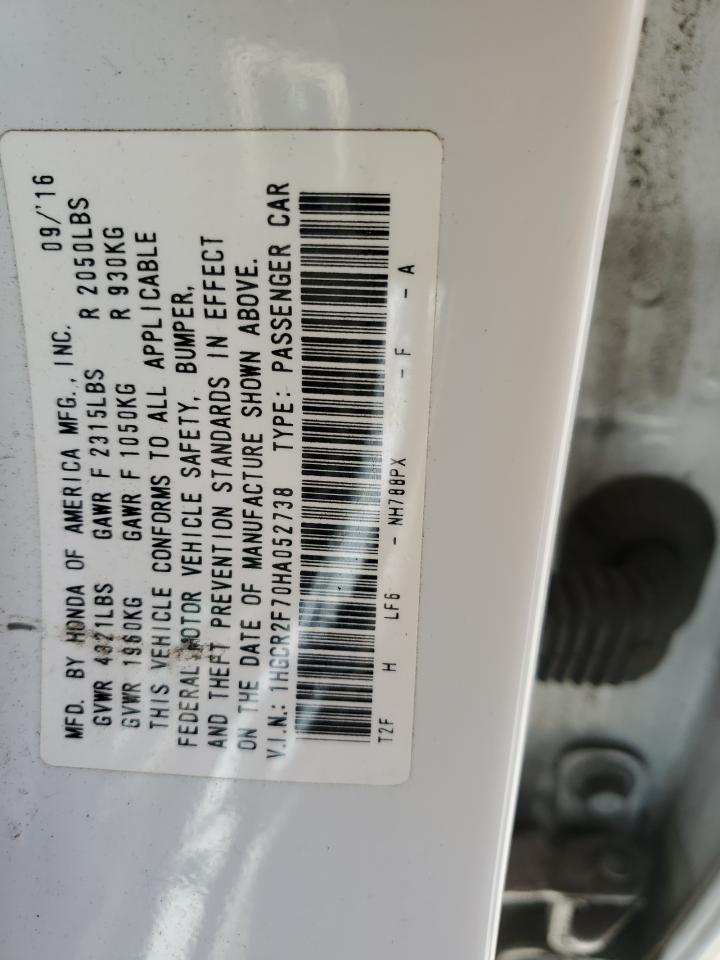 MFD. BY HONDA OF AMERICA MFG., INC. 09/'16
GVWR 4321LBS GAWR F 2315LBS R 2050LBS
GVWR 1960KG GAWR F 1050KG R 930KG
THIS VEHICLE CONFORMS TO ALL APPLICABLE
FEDERAL MOTOR VEHICLE SAFETY, BUMPER,
AND THEFT PREVENTION STANDARDS IN EFFECT
ON THE DATE OF MANUFACTURE SHOWN ABOVE.
V.I.N.: 1HGCR2F70HA052738 TYPE: PASSENGER CAR
T2F H LF6 - NH788PX - F - A